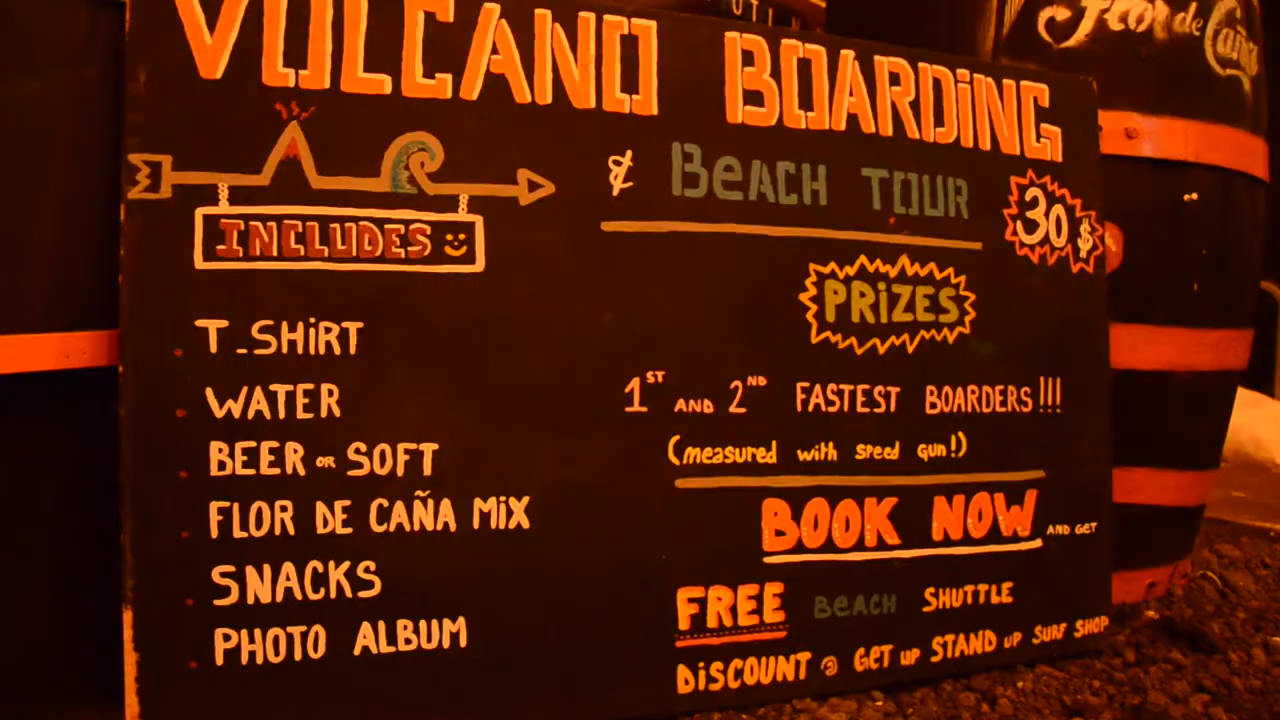 VOLCANO BOARDING
& BEACH TOUR
30$
INCLUDES
T-SHIRT
WATER
BEER OR SOFT
FLOR DE CAÑA MIX
SNACKS
PHOTO ALBUM
PRIZES
1ST AND 2ND FASTEST BOARDERS!!!
(measured with speed gun!)
BOOK NOW AND GET
FREE BEACH SHUTTLE
DISCOUNT @ GET UP STAND UP SURF SHOP
Flor de Caña